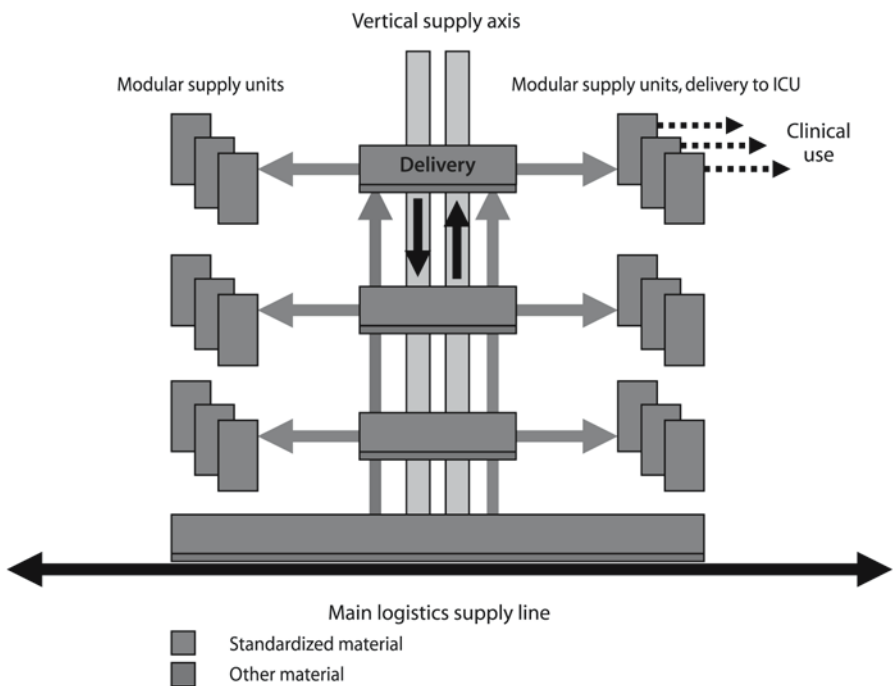 Vertical supply axis
Modular supply units
Modular supply units, delivery to ICU
Clinical
use
Delivery
Main logistics supply line
Standardized material
Other material